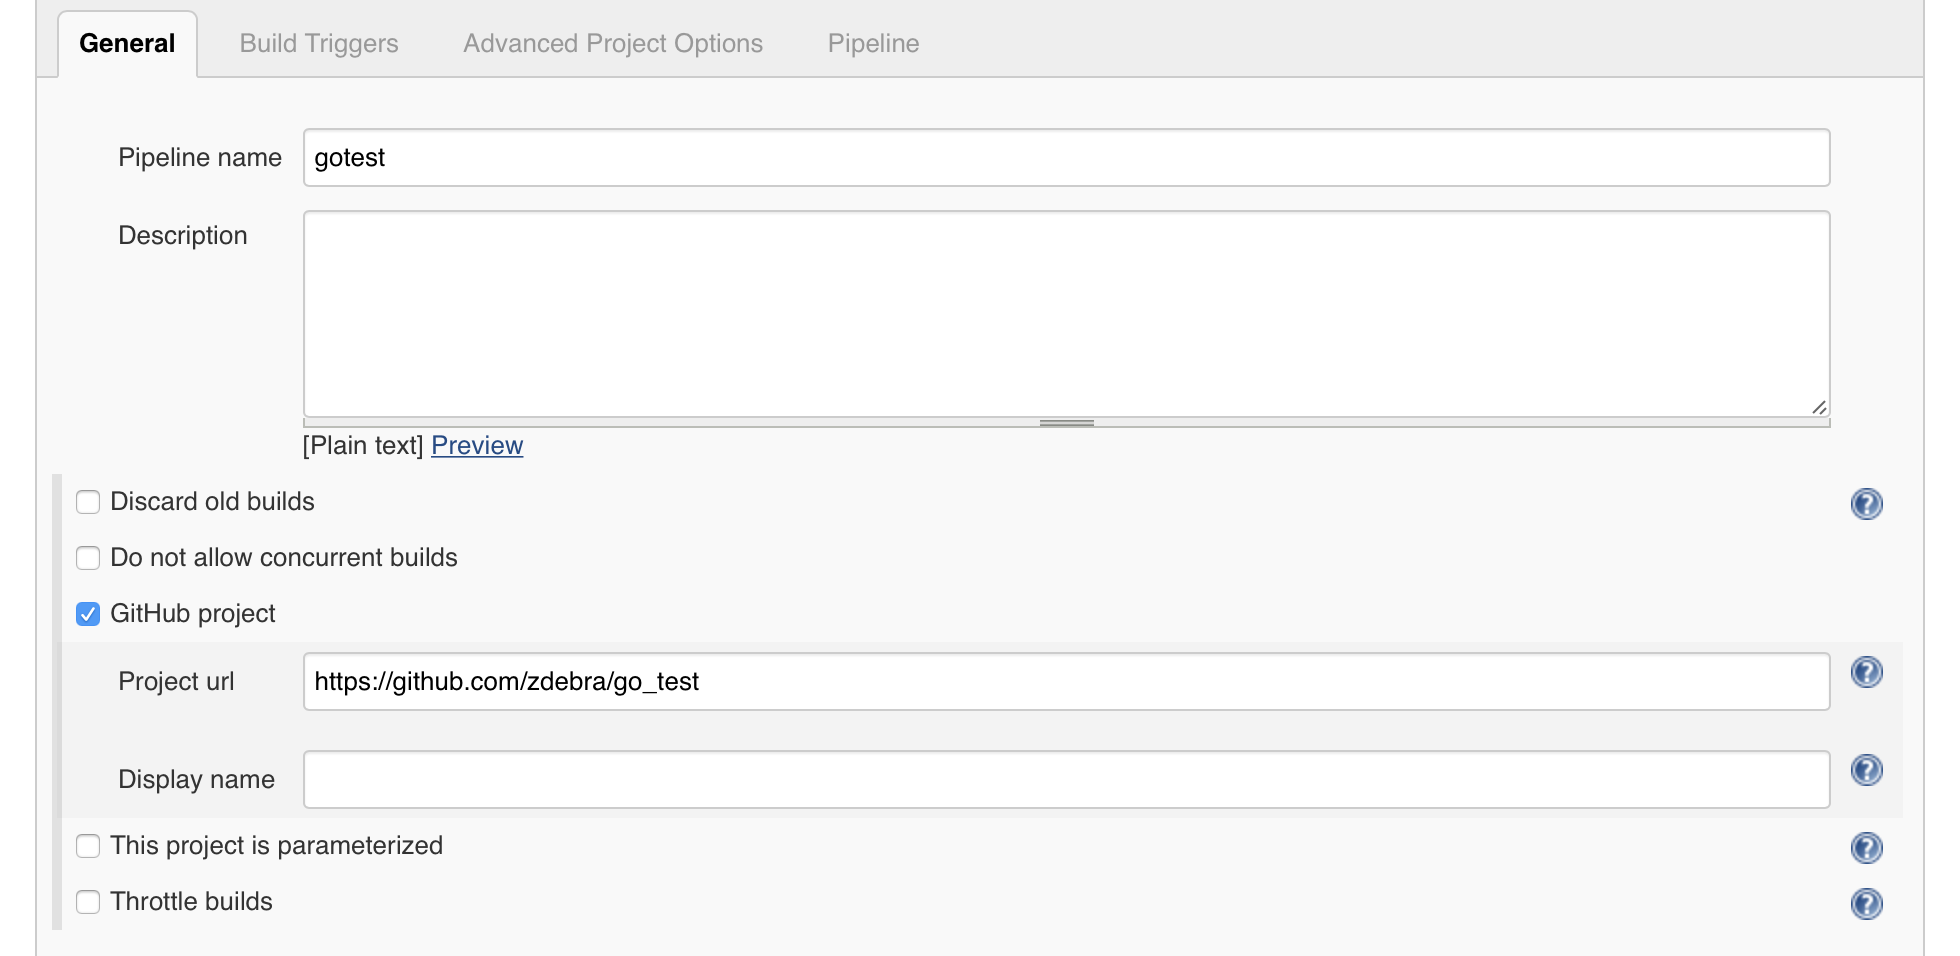 General Build Triggers Advanced Project Options Pipeline
Pipeline name gotest
Description
[Plain text] Preview
Discard old builds
Do not allow concurrent builds
GitHub project
Project url https://github.com/zdebra/go_test
Display name
This project is parameterized
Throttle builds